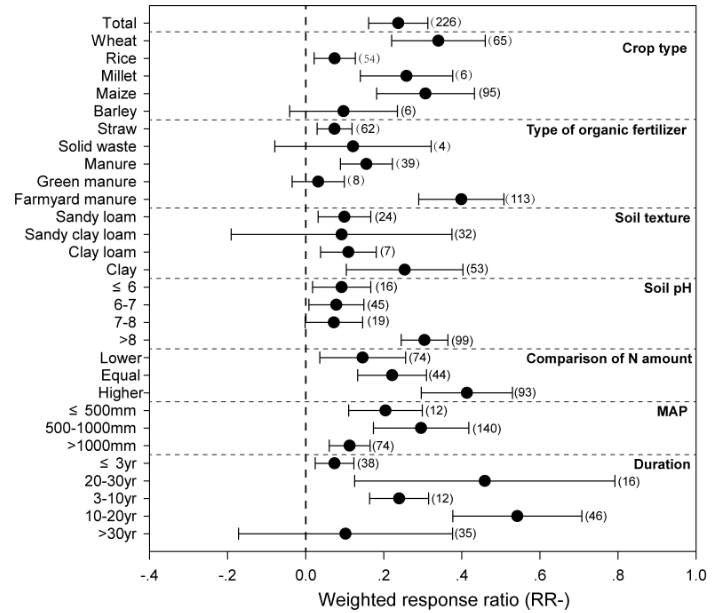 Total (226)
Wheat (65)
Crop type
Rice (54)
Millet (6)
Maize (95)
Barley (6)
Straw (62)
Type of organic fertilizer
Solid waste (4)
Manure (39)
Green manure (8)
Farmyard manure (113)
Sandy loam (24)
Soil texture
Sandy clay loam (32)
Clay loam (7)
Clay (53)
≤ 6 (16)
Soil pH
6-7 (45)
7-8 (19)
>8 (99)
Lower (74)
Comparison of N amount
Equal (44)
Higher (93)
≤ 500mm (12)
MAP
500-1000mm (140)
>1000mm (74)
≤ 3yr (38)
Duration
20-30yr (16)
3-10yr (12)
10-20yr (46)
>30yr (35)
-.4 -.2 0.0 .2 .4 .6 .8 1.0
Weighted response ratio (RR-)